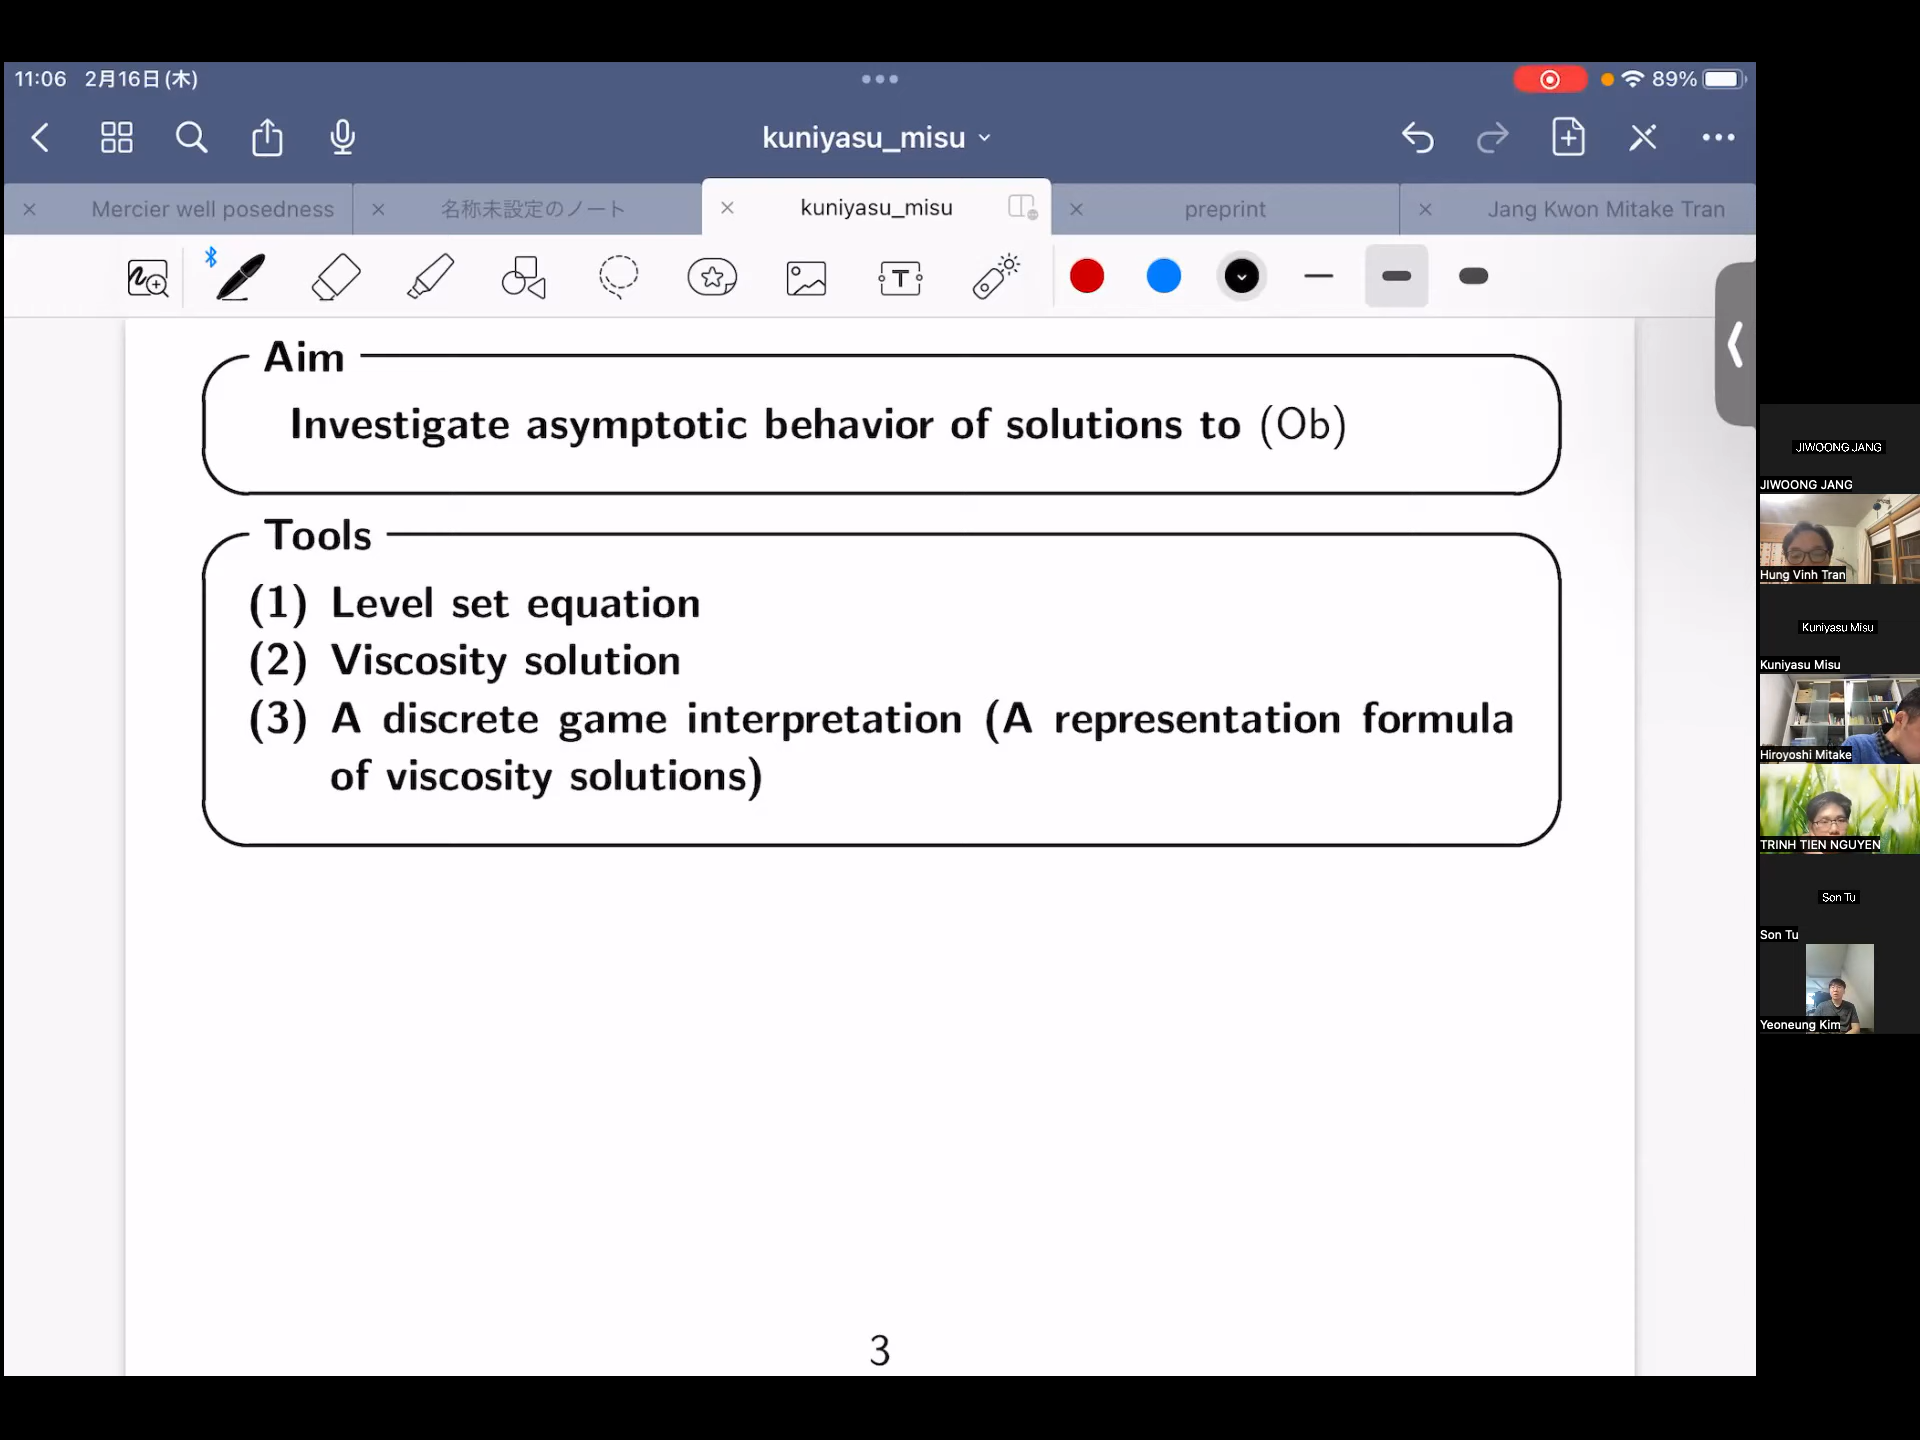 11:06 2月16日(木)
89%
kuniyasu_misu
Mercier well posedness
名称未設定のノート
kuniyasu_misu
preprint
Jang Kwon Mitake Tran
T
Aim
Investigate asymptotic behavior of solutions to (Ob)
Tools
(1) Level set equation
(2) Viscosity solution
(3) A discrete game interpretation (A representation formula
of viscosity solutions)
3
JIWOONG JANG
JIWOONG JANG
Hung Vinh Tran
Kuniyasu Misu
Kuniyasu Misu
Hiroyoshi Mitake
TRINH TIEN NGUYEN
Son Tu
Son Tu
Yeoneung Kim